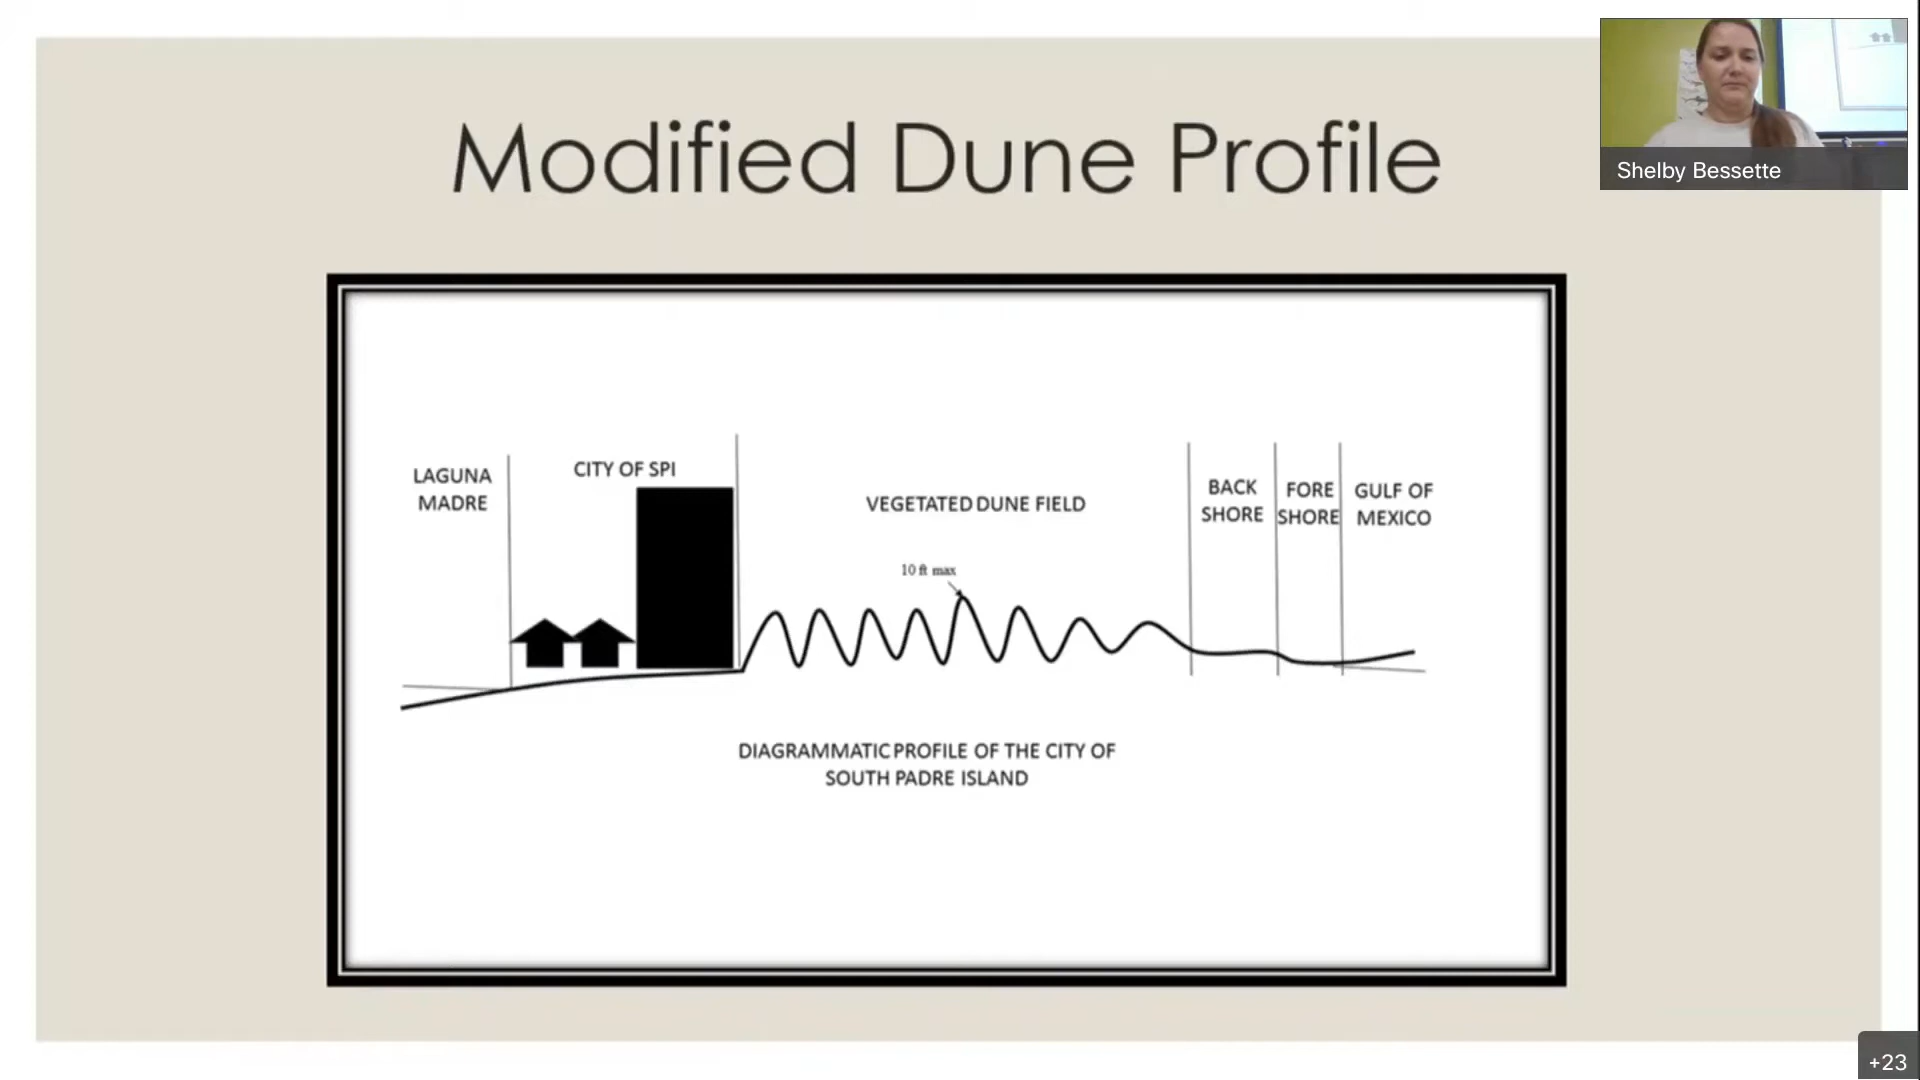 Modified Dune Profile
Shelby Bessette
LAGUNA
MADRE
CITY OF SPI
VEGETATED DUNE FIELD
10 ft max
BACK
SHORE
FORE
SHORE
GULF OF
MEXICO
DIAGRAMMATIC PROFILE OF THE CITY OF
SOUTH PADRE ISLAND
+23